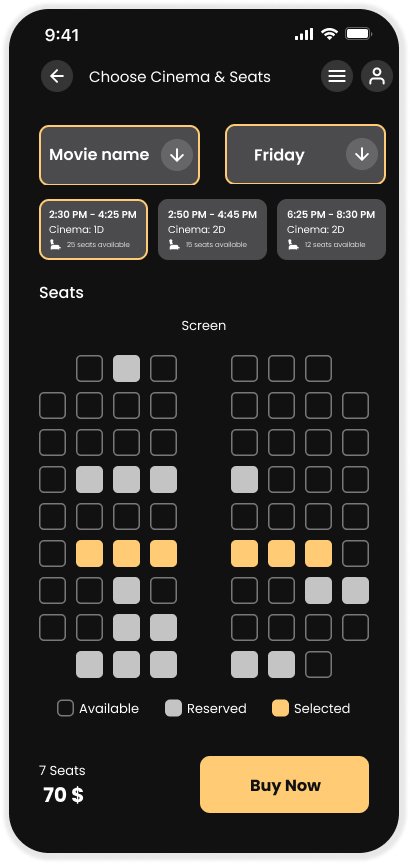 9:41
Choose Cinema & Seats
Movie name
Friday
2:30 PM - 4:25 PM
Cinema: 1D
25 seats available
2:50 PM - 4:45 PM
Cinema: 2D
15 seats available
6:25 PM - 8:30 PM
Cinema: 2D
12 seats available
Seats
Screen
Available
Reserved
Selected
7 Seats
70 $
Buy Now